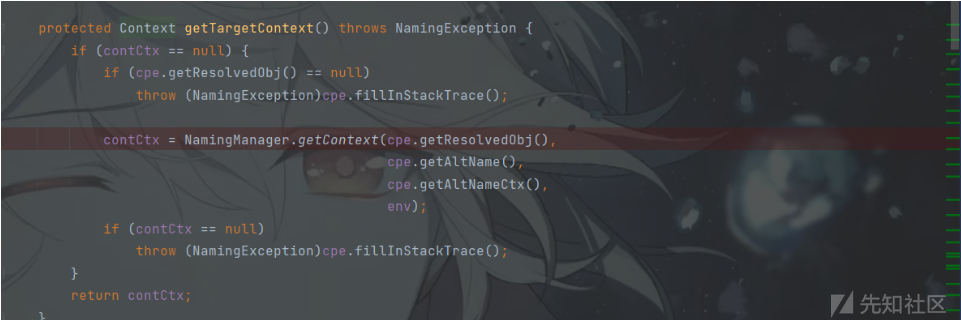 protected Context getTargetContext() throws NamingException {
if (contCtx == null) {
if (cpe.getResolvedObj() == null)
throw (NamingException)cpe.fillInStackTrace();
contCtx = NamingManager.getContext(cpe.getResolvedObj(),
cpe.getAltName(),
cpe.getAltNameCtx(),
env);
if (contCtx == null)
throw (NamingException)cpe.fillInStackTrace();
}
return contCtx;
}
先知社区